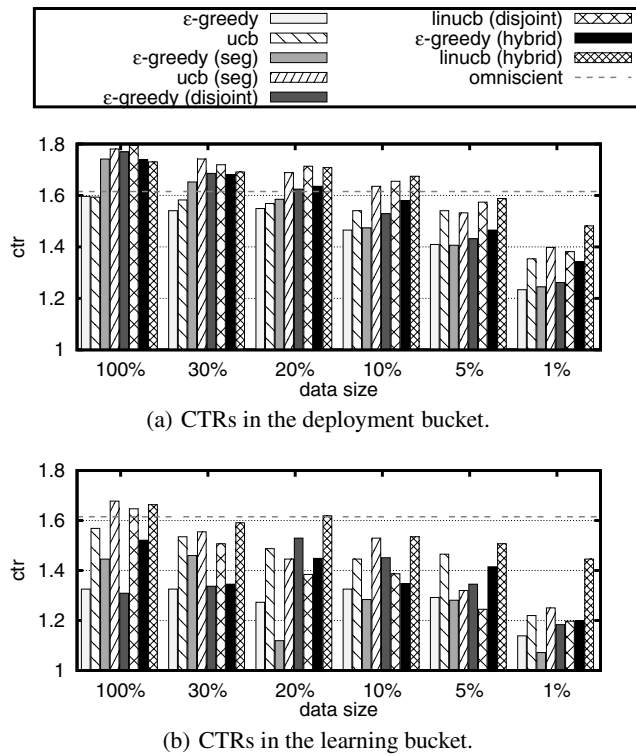 ε-greedy
ucb
ε-greedy (seg)
ucb (seg)
ε-greedy (disjoint)
linucb (disjoint)
ε-greedy (hybrid)
linucb (hybrid)
omniscient
1.8
1.6
1.4
1.2
1
ctr
100% 30% 20% 10% 5% 1%
data size
(a) CTRs in the deployment bucket.
1.8
1.6
1.4
1.2
1
ctr
100% 30% 20% 10% 5% 1%
data size
(b) CTRs in the learning bucket.